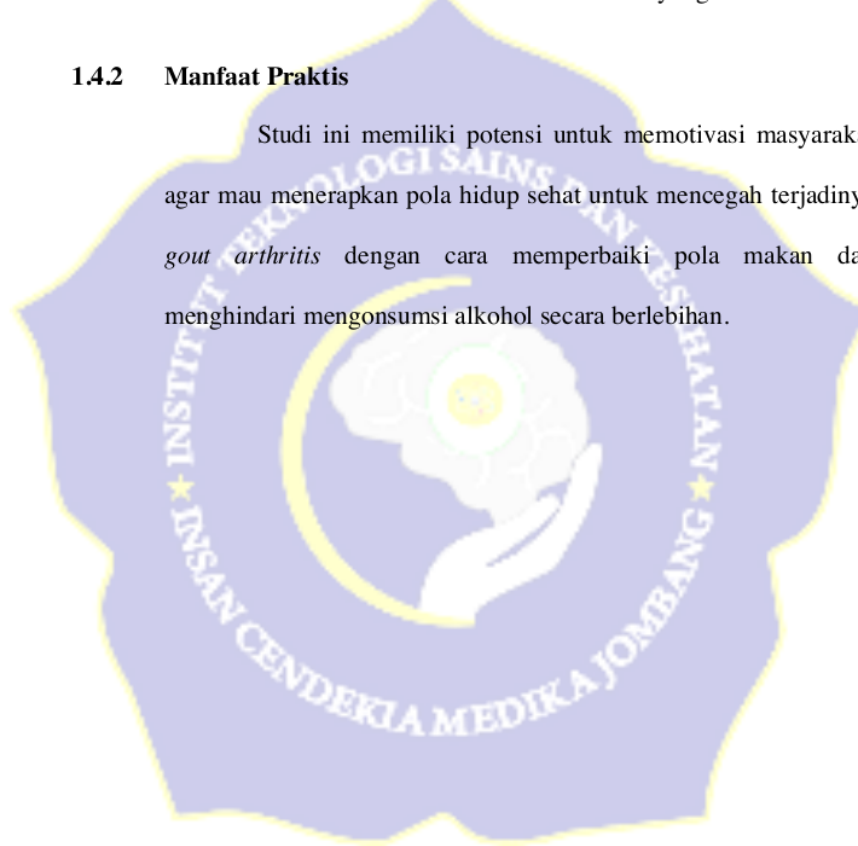 1.4.2 Manfaat Praktis
Studi ini memiliki potensi untuk memotivasi masyarak
agar mau menerapkan pola hidup sehat untuk mencegah terjadiny
gout arthritis dengan cara memperbaiki pola makan da
menghindari mengonsumsi alkohol secara berlebihan.
INSTITUT TEKNOLOGI SAINS DAN KESEHATAN
INSAN CENDEKIA MEDIKA JOMBANG